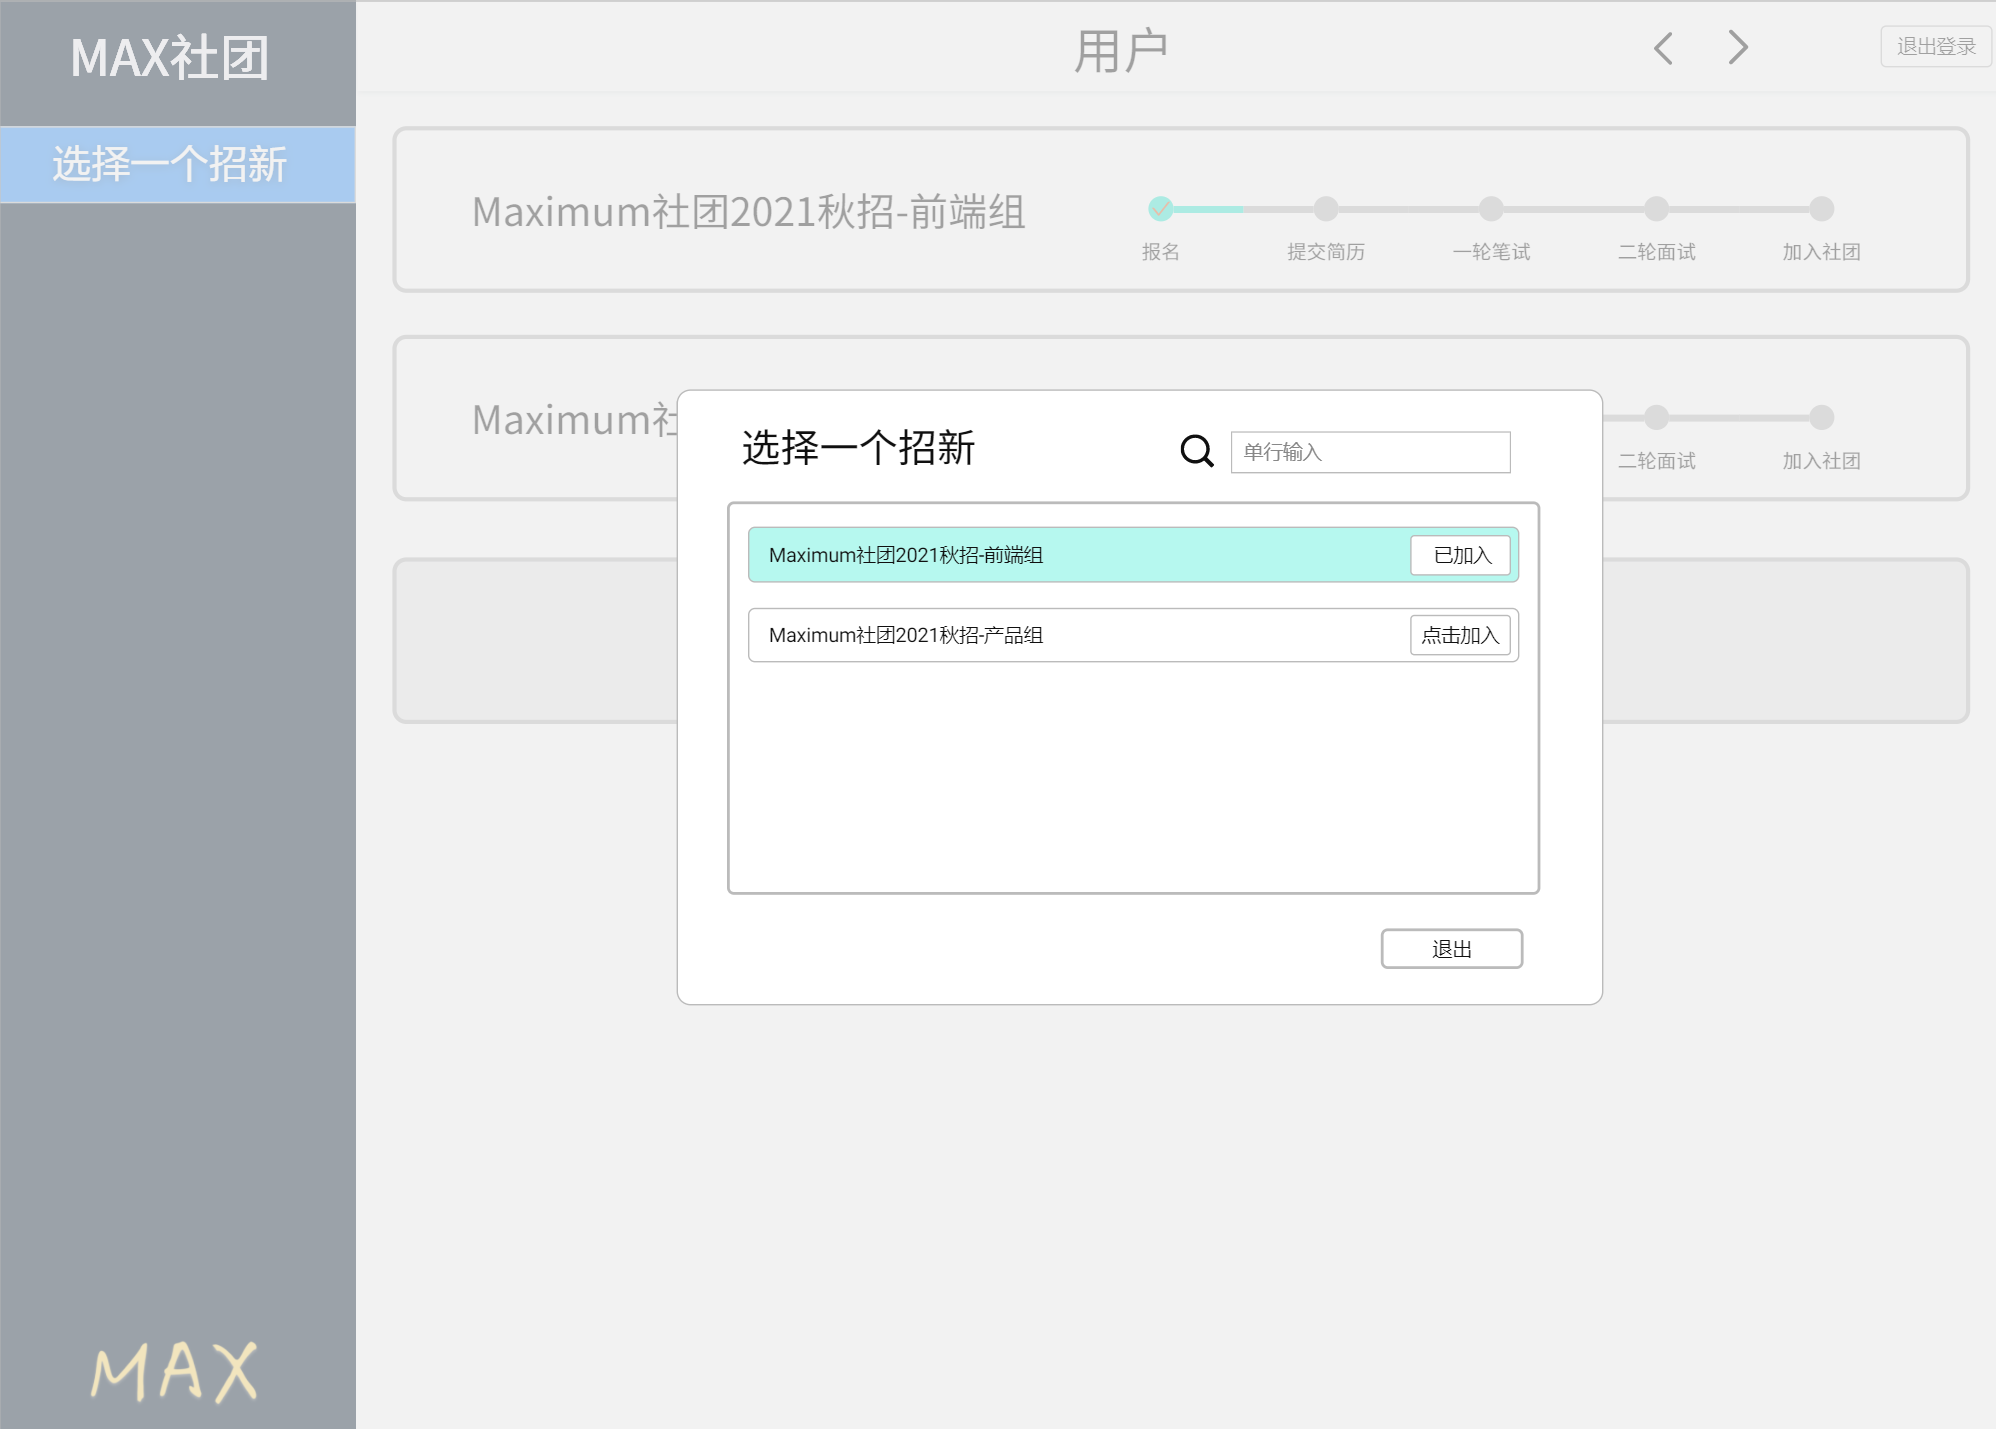 MAX社团
选择一个招新
用户
退出登录
Maximum社团2021秋招-前端组
报名
提交简历
一轮笔试
二轮面试
加入社团
Maximum社
二轮面试
加入社团
选择一个招新
单行输入
Maximum社团2021秋招-前端组
已加入
Maximum社团2021秋招-产品组
点击加入
退出
MAX